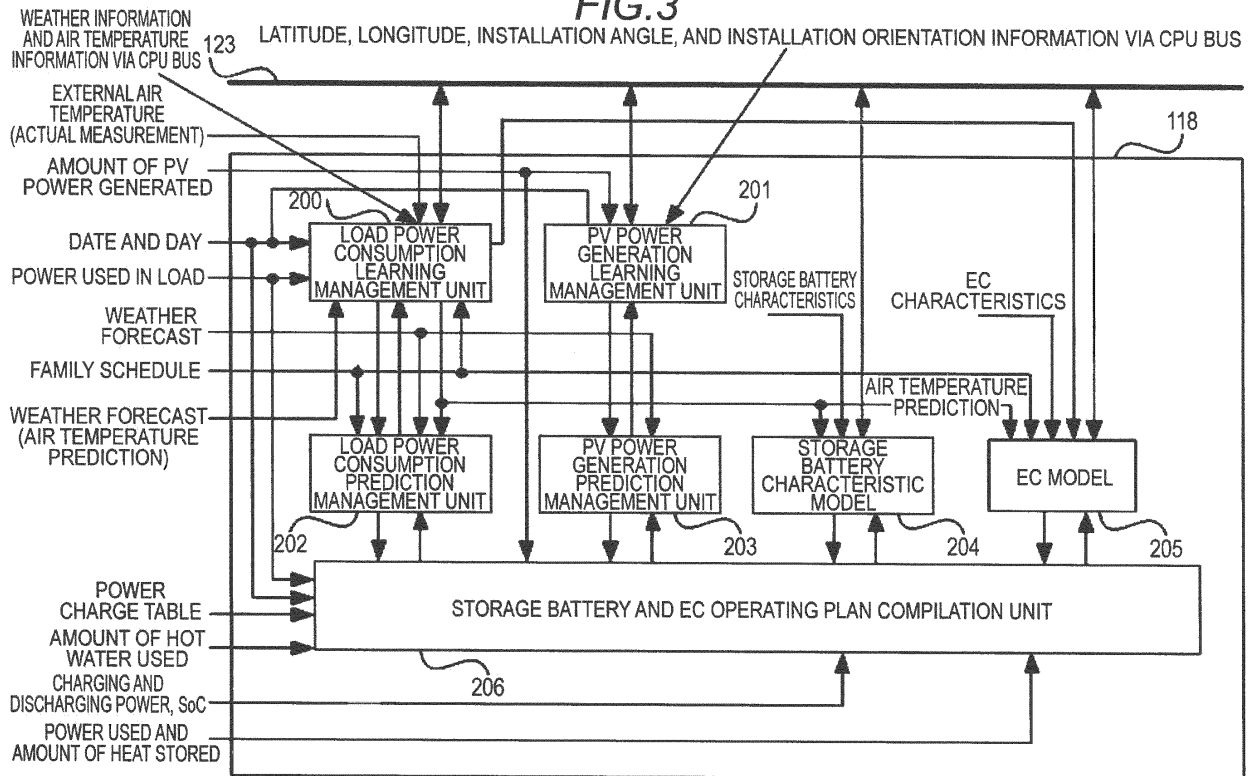 FIG.3
WEATHER INFORMATION
AND AIR TEMPERATURE
INFORMATION VIA CPU BUS
123
LATITUDE, LONGITUDE, INSTALLATION ANGLE, AND INSTALLATION ORIENTATION INFORMATION VIA CPU BUS
EXTERNAL AIR
TEMPERATURE
(ACTUAL MEASUREMENT)
118
AMOUNT OF PV
POWER GENERATED
200
201
DATE AND DAY
LOAD POWER
CONSUMPTION
LEARNING
MANAGEMENT UNIT
PV POWER
GENERATION
LEARNING
MANAGEMENT UNIT
POWER USED IN LOAD
STORAGE BATTERY
CHARACTERISTICS
EC
CHARACTERISTICS
WEATHER
FORECAST
FAMILY SCHEDULE
AIR TEMPERATURE
PREDICTION
WEATHER FORECAST
(AIR TEMPERATURE
PREDICTION)
LOAD POWER
CONSUMPTION
PREDICTION
MANAGEMENT UNIT
PV POWER
GENERATION
PREDICTION
MANAGEMENT UNIT
STORAGE
BATTERY
CHARACTERISTIC
MODEL
EC MODEL
202
203
204
205
POWER
CHARGE TABLE
STORAGE BATTERY AND EC OPERATING PLAN COMPILATION UNIT
AMOUNT OF HOT
WATER USED
206
CHARGING AND
DISCHARGING POWER, SoC
POWER USED AND
AMOUNT OF HEAT STORED